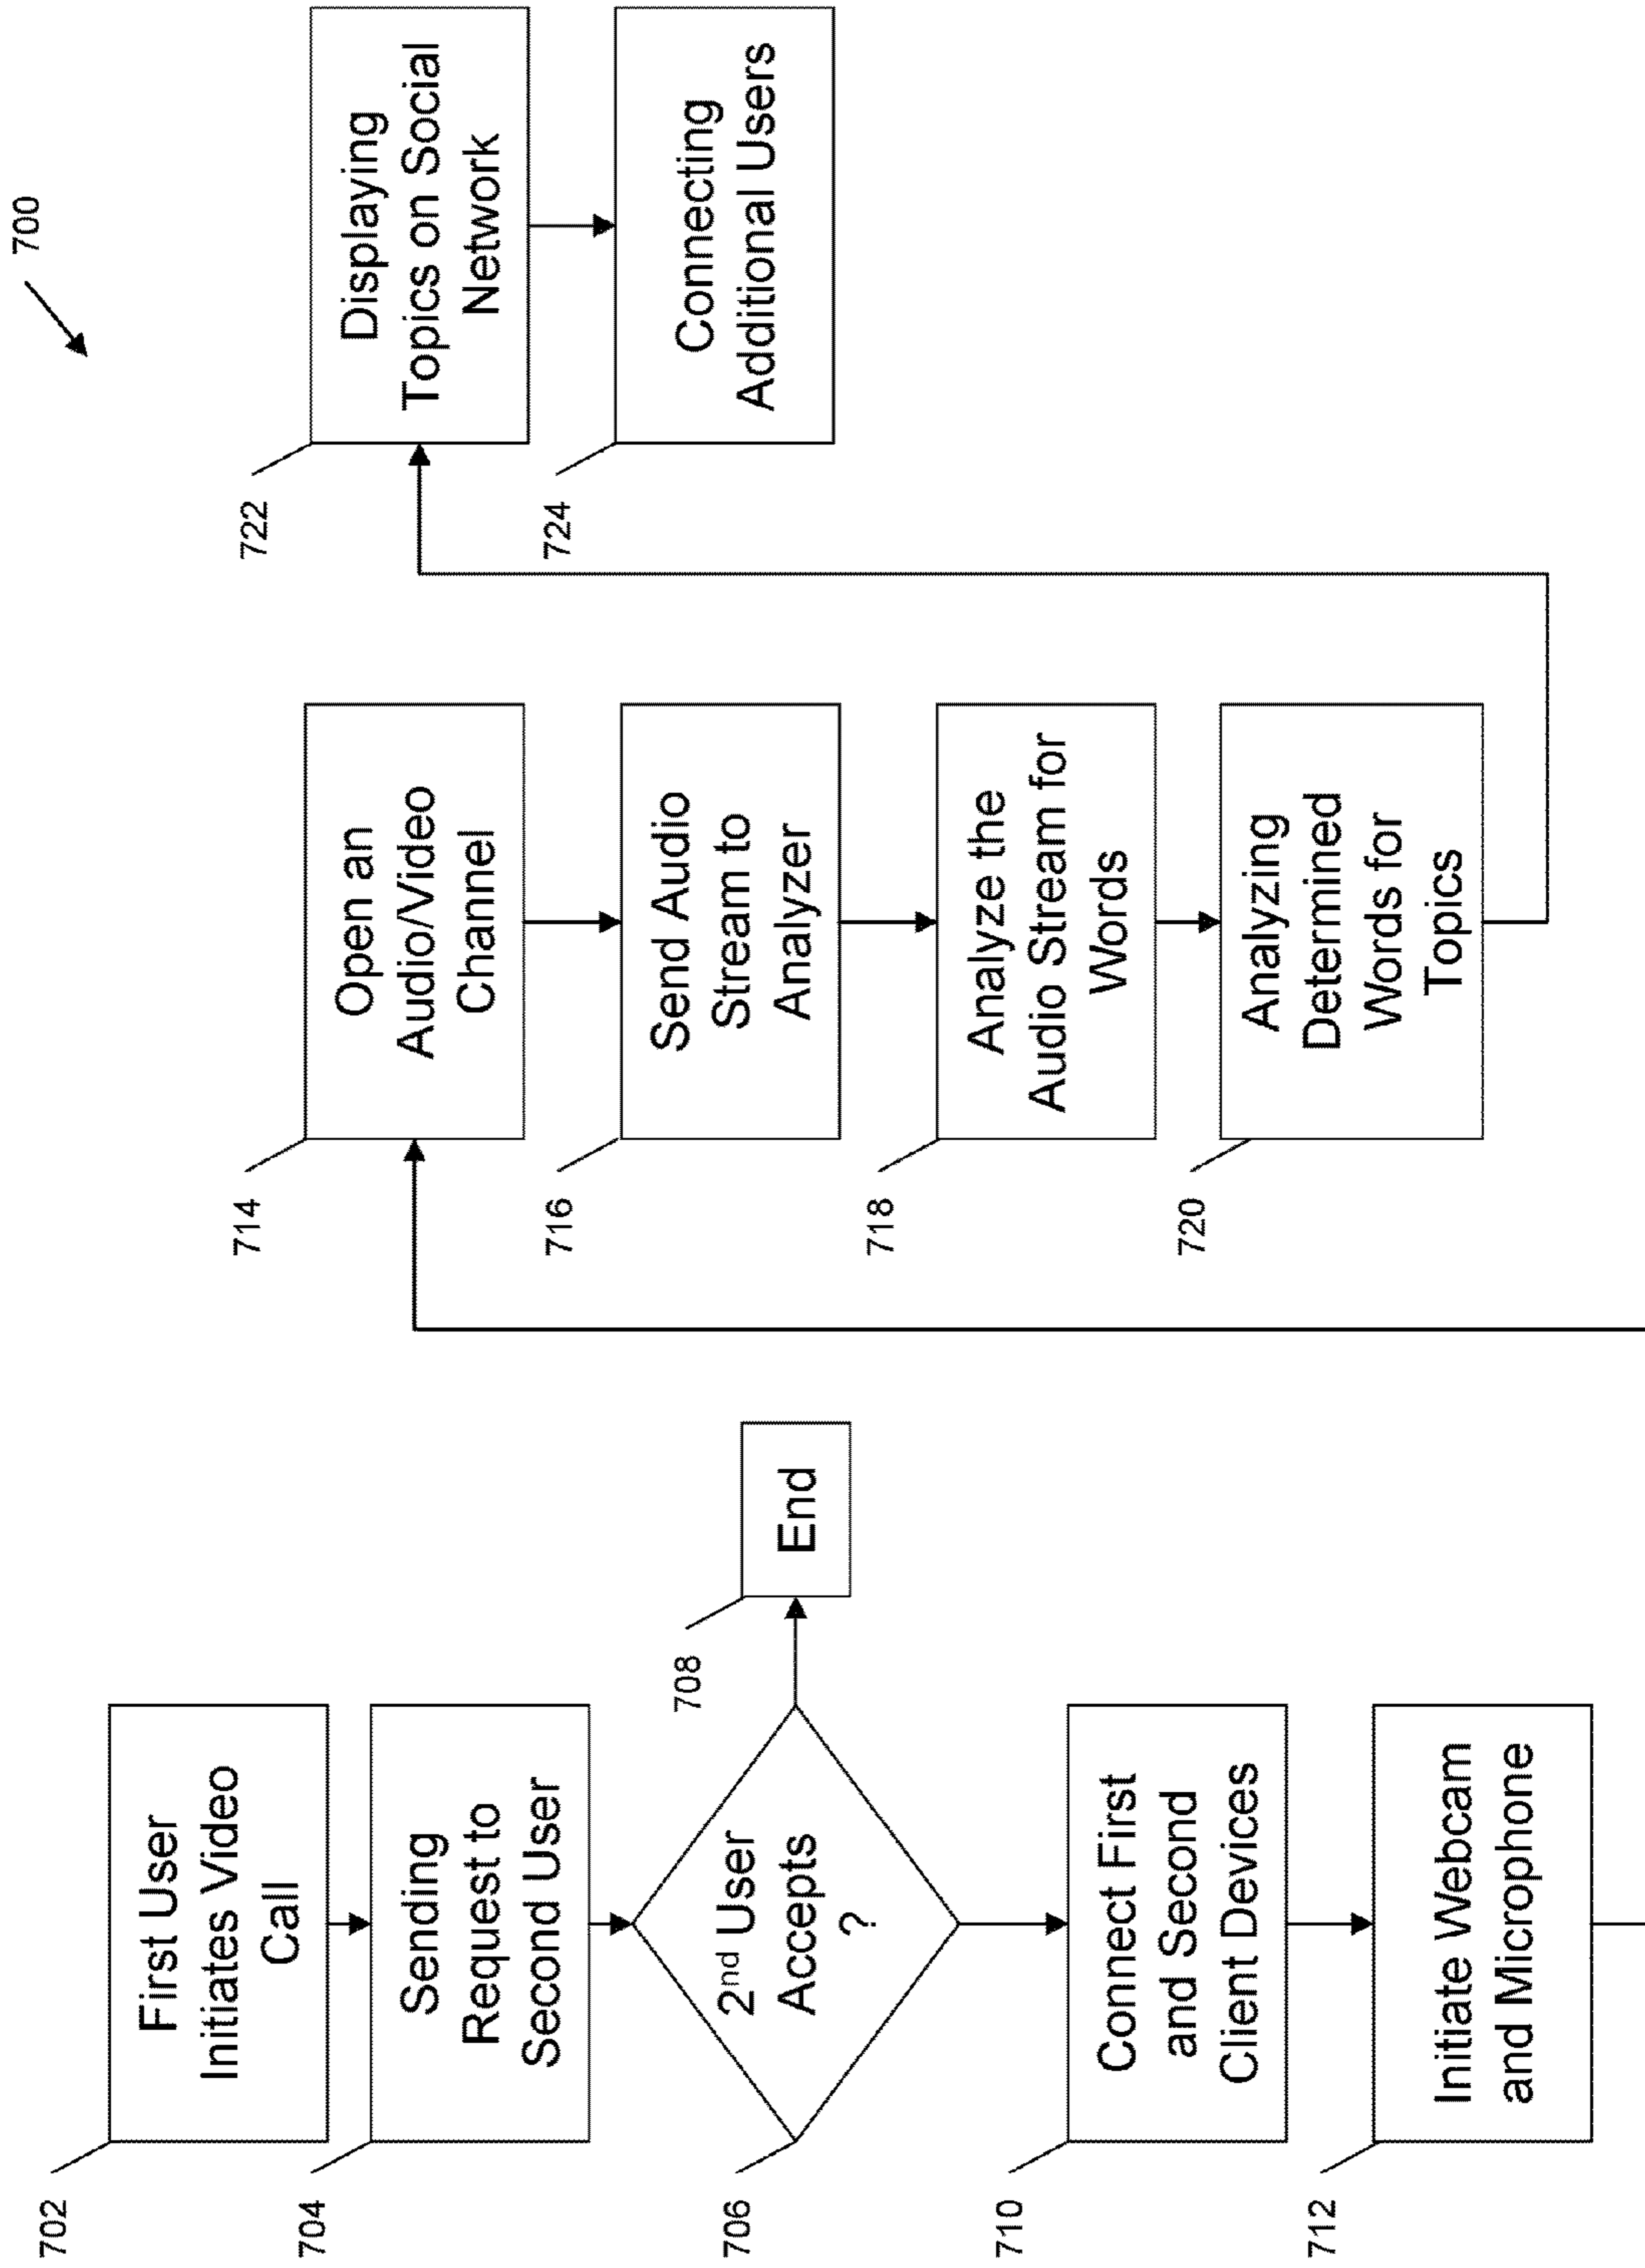 700
702
First User
Initiates Video
Call
704
Sending
Request to
Second User
706
2nd User
Accepts
?
708
End
710
Connect First
and Second
Client Devices
712
Initiate Webcam
and Microphone
714
Open an
Audio/Video
Channel
716
Send Audio
Stream to
Analyzer
718
Analyze the
Audio Stream for
Words
720
Analyzing
Determined
Words for
Topics
722
Displaying
Topics on Social
Network
724
Connecting
Additional Users